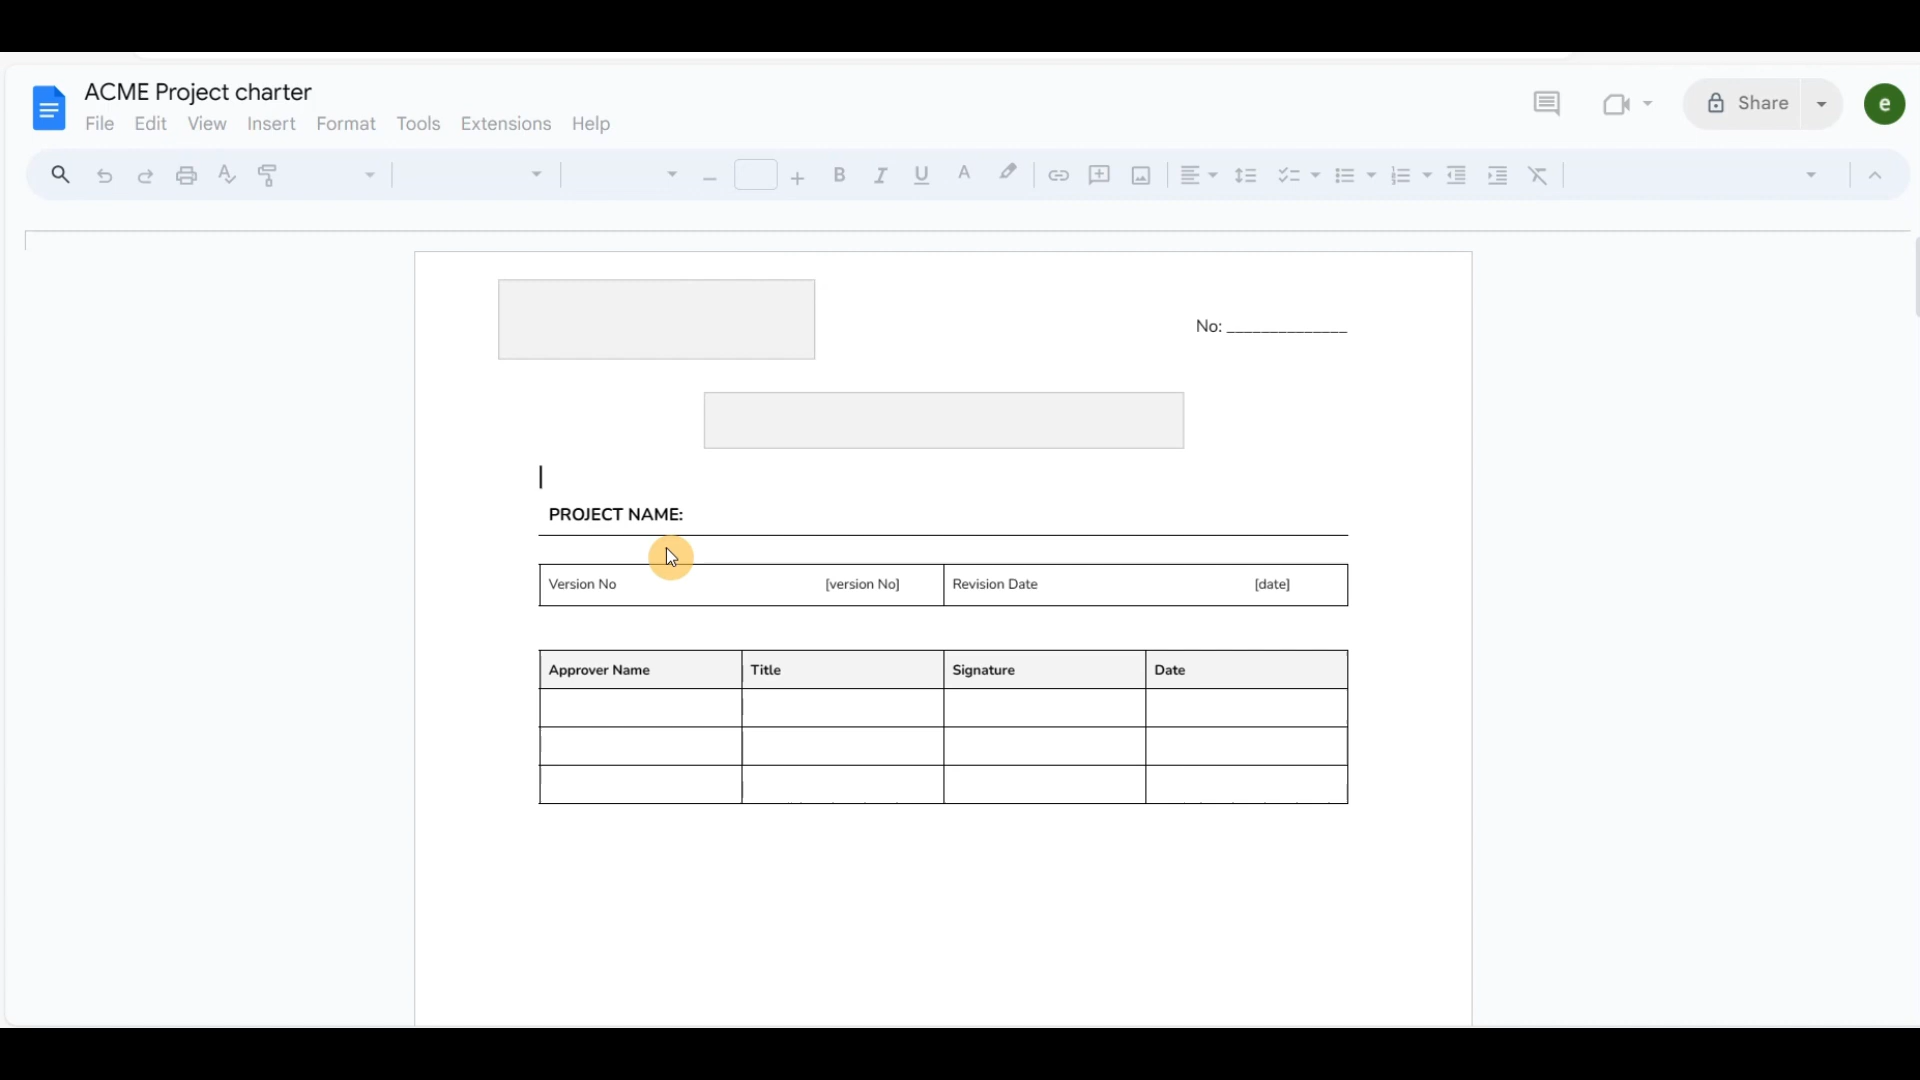 ACME Project charter
File Edit View Insert Format Tools Extensions Help
Share
e
No: ______________
PROJECT NAME:
Version No [version No] Revision Date [date]
Approver Name Title Signature Date